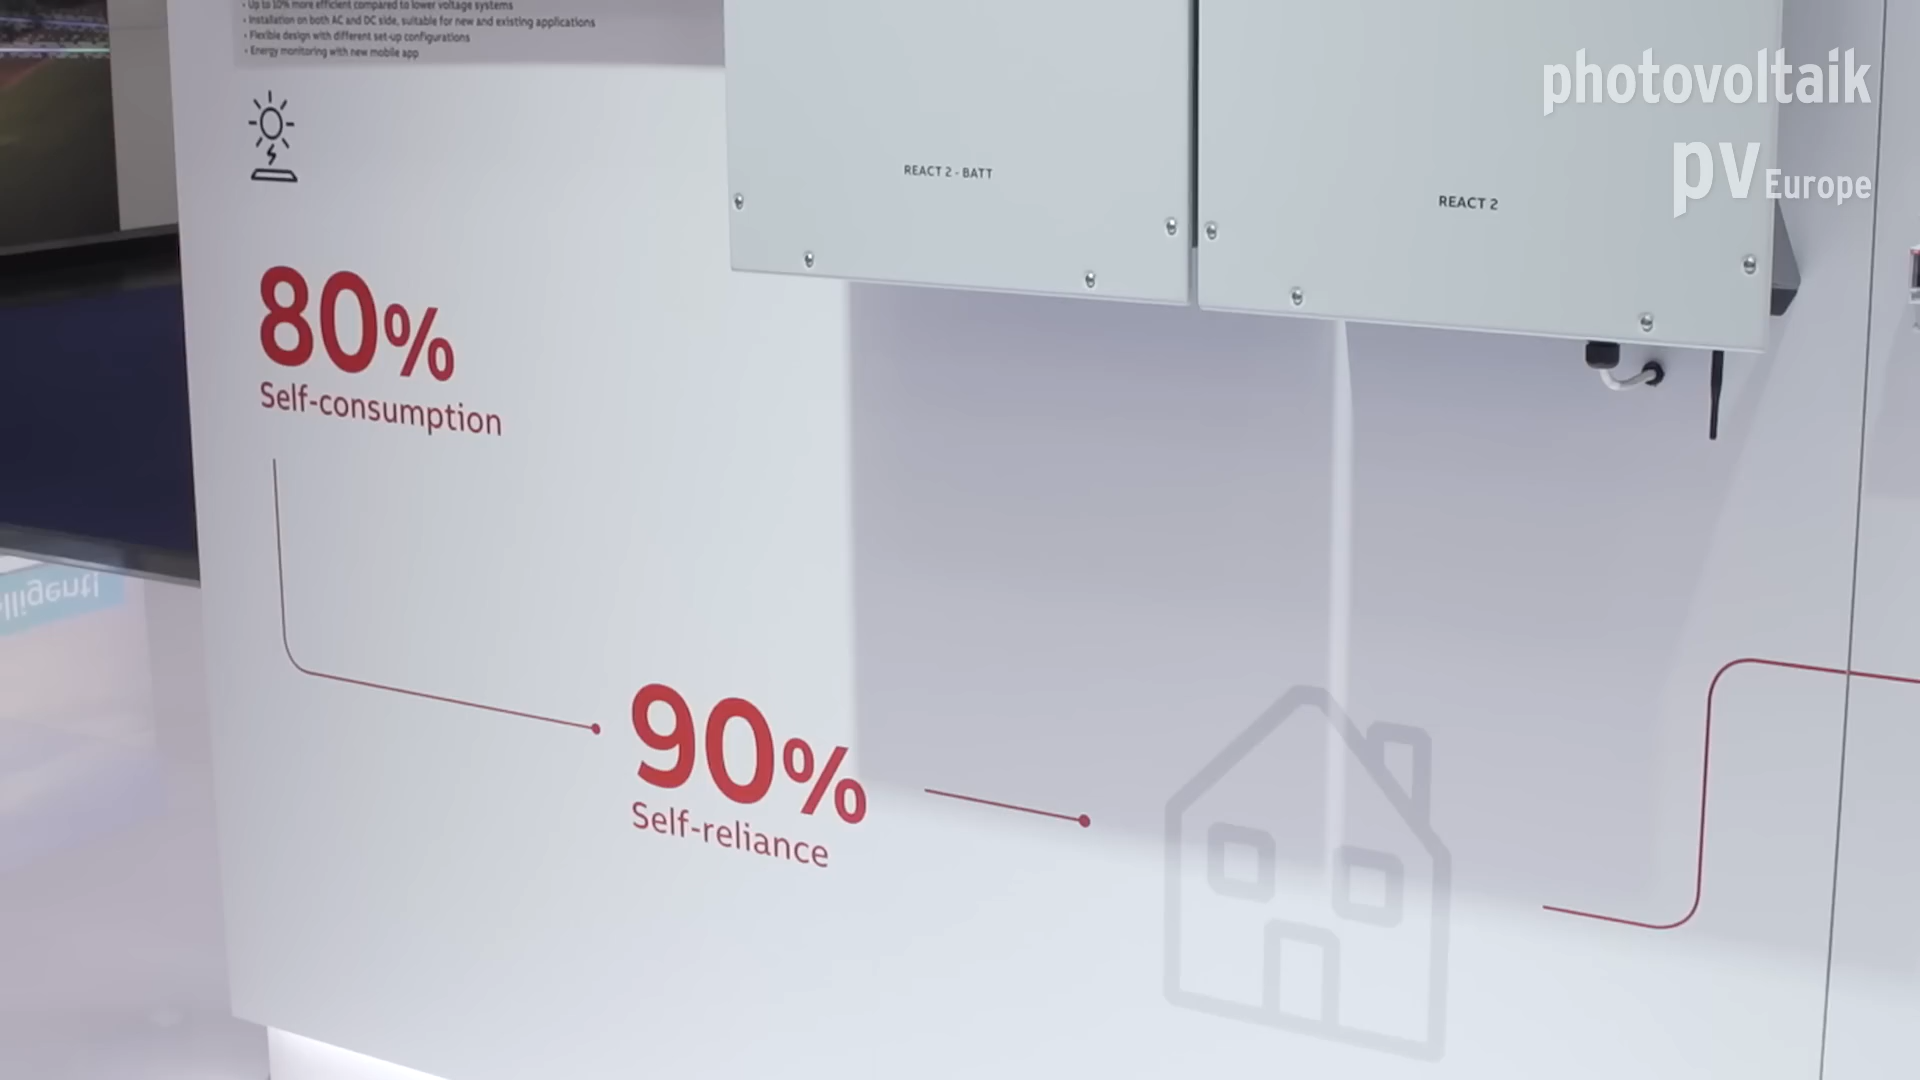 • Up to 10% more efficient compared to lower voltage systems
• Installation on both AC and DC side, suitable for new and existing applications
• Flexible design with different set-up configurations
• Energy monitoring with new mobile app
photovoltaik
pv Europe
REACT 2 - BATT
REACT 2
80%
Self-consumption
lligent!
90%
Self-reliance